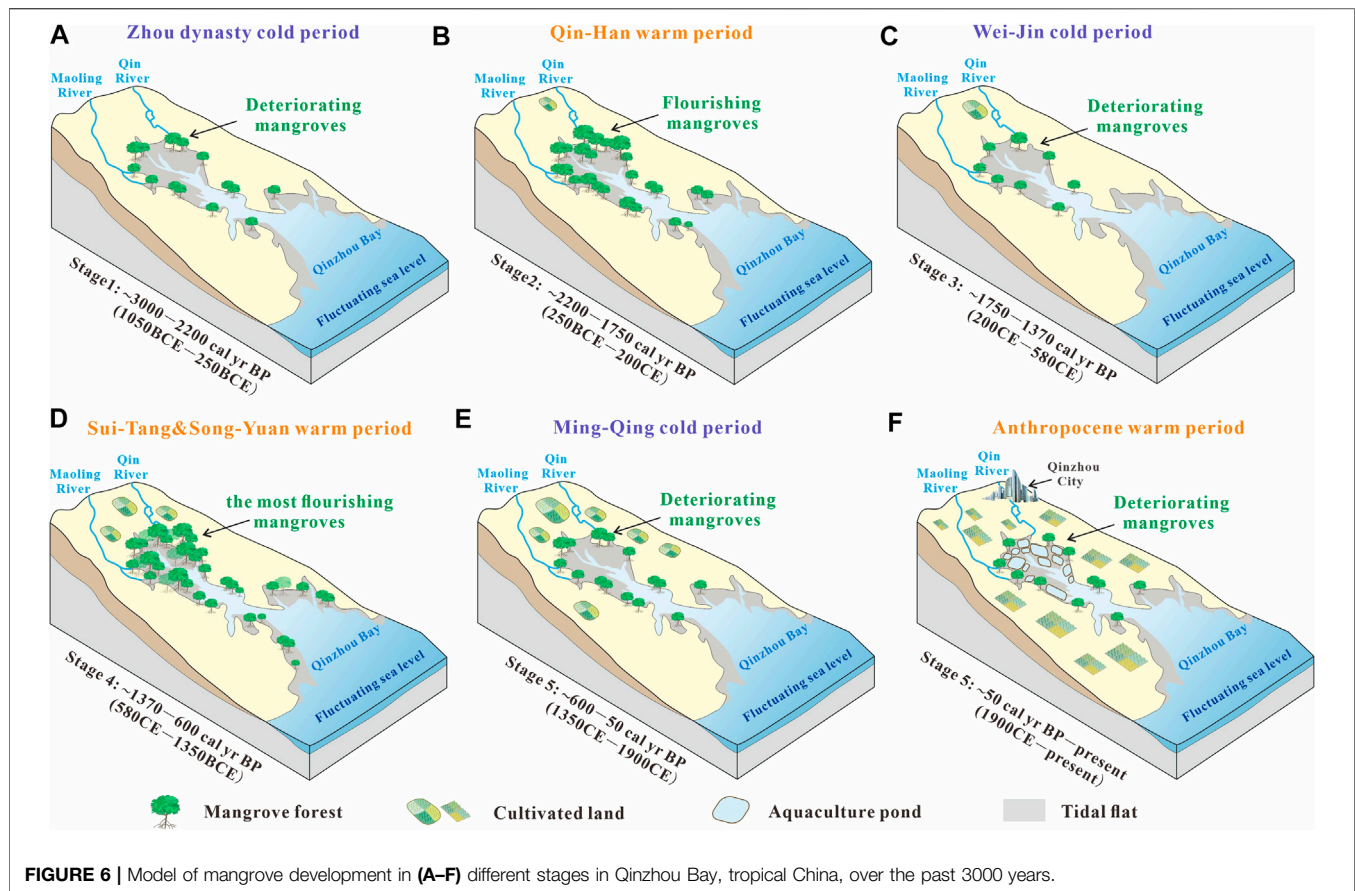 A
Zhou dynasty cold period
Maoling
River
Qin
River
Deteriorating
mangroves
Qinzhou Bay
Fluctuating sea level
Stage1: ~3000—2200 cal yr BP
(1050BCE—250BCE)
B
Qin-Han warm period
Maoling
River
Qin
River
Flourishing
mangroves
Qinzhou Bay
Fluctuating sea level
Stage2: ~2200—1750 cal yr BP
(250BCE—200CE)
C
Wei-Jin cold period
Maoling
River
Qin
River
Deteriorating
mangroves
Qinzhou Bay
Fluctuating sea level
Stage 3: ~1750—1370 cal yr BP
(200CE—580CE)
D
Sui-Tang&Song-Yuan warm period
Maoling
River
Qin
River
the most flourishing
mangroves
Qinzhou Bay
Fluctuating sea level
Stage 4: ~1370—600 cal yr BP
(580CE—1350BCE)
E
Ming-Qing cold period
Maoling
River
Qin
River
Deteriorating
mangroves
Qinzhou Bay
Fluctuating sea level
Stage 5: ~600—50 cal yr BP
(1350CE—1900CE)
F
Anthropocene warm period
Maoling
River
Qin
River
Qinzhou
City
Deteriorating
mangroves
Qinzhou Bay
Fluctuating sea level
Stage 5: ~50 cal yr BP—present
(1900CE—present)
Mangrove forest
Cultivated land
Aquaculture pond
Tidal flat
FIGURE 6 | Model of mangrove development in (A–F) different stages in Qinzhou Bay, tropical China, over the past 3000 years.